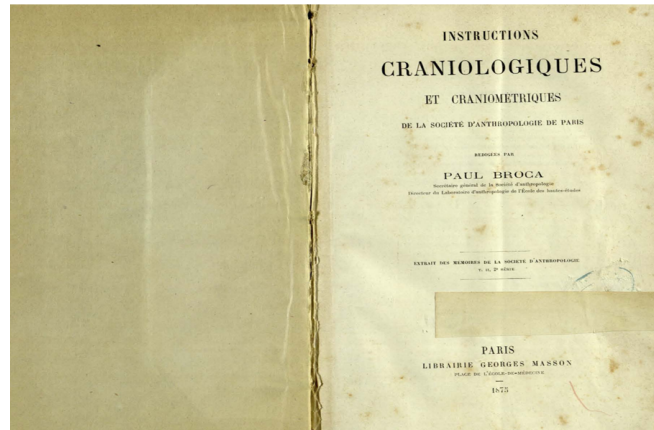 INSTRUCTIONS
CRANIOLOGIQUES
ET CRANIOMÉTRIQUES
DE LA SOCIÉTÉ D'ANTHROPOLOGIE DE PARIS
RÉDIGÉES PAR
PAUL BROCA
Secrétaire général de la Société d'anthropologie
Directeur du Laboratoire d'anthropologie de l'École des hautes études
EXTRAIT DES MÉMOIRES DE LA SOCIÉTÉ D'ANTHROPOLOGIE
T. II, 2e SÉRIE
PARIS
LIBRAIRIE GEORGES MASSON
PLACE DE L'ÉCOLE-DE-MÉDECINE
1875